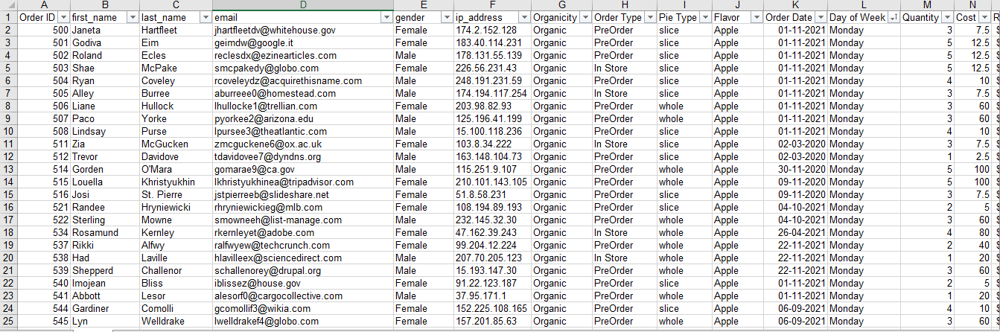 A B C D E F G H I J K L M N
1 Order ID first_name last_name email gender ip_address Organicity Order Type Pie Type Flavor Order Date Day of Week Quantity Cost R
2 500 Janeta Hartfleet jhartfleetdv@whitehouse.gov Female 174.2.152.128 Organic PreOrder slice Apple 01-11-2021 Monday 3 7.5 $
3 501 Godiva Eim geimdw@google.it Female 183.40.114.231 Organic PreOrder slice Apple 01-11-2021 Monday 5 12.5 $
4 502 Roland Ecles reclesdx@ezinearticles.com Male 178.131.55.139 Organic PreOrder slice Apple 01-11-2021 Monday 5 12.5 $
5 503 Shae McPake smcpakedy@globo.com Female 226.56.231.43 Organic In Store slice Apple 01-11-2021 Monday 5 12.5 $
6 504 Ryan Coveley rcoveleydz@acquirethisname.com Male 248.191.231.59 Organic PreOrder slice Apple 01-11-2021 Monday 4 10 $
7 505 Alley Burree aburreee0@homestead.com Male 174.194.117.254 Organic In Store slice Apple 01-11-2021 Monday 3 7.5 $
8 506 Liane Hullock lhullocke1@trellian.com Female 203.98.82.93 Organic PreOrder whole Apple 01-11-2021 Monday 3 60 $
9 507 Paco Yorke pyorkee2@arizona.edu Male 125.196.41.199 Organic PreOrder whole Apple 01-11-2021 Monday 3 60 $
10 508 Lindsay Purse lpursee3@theatlantic.com Male 15.100.118.236 Organic PreOrder slice Apple 01-11-2021 Monday 4 10 $
11 511 Zia McGucken zmcguckene6@ox.ac.uk Female 103.8.34.222 Organic In Store slice Apple 02-03-2020 Monday 3 7.5 $
12 512 Trevor Davidove tdavidovee7@dyndns.org Male 163.148.104.73 Organic PreOrder slice Apple 02-03-2020 Monday 1 2.5 $
13 514 Gorden O'Mara gomarae9@ca.gov Male 115.251.9.107 Organic PreOrder whole Apple 30-11-2020 Monday 5 100 $
14 515 Louella Khristyukhin lkhristyukhinea@tripadvisor.com Female 210.101.143.105 Organic PreOrder whole Apple 09-11-2020 Monday 5 100 $
15 516 Josi St. Pierre jstpierreeb@slideshare.net Female 51.8.58.231 Organic PreOrder slice Apple 09-11-2020 Monday 3 7.5 $
16 521 Randee Hryniewicki rhryniewickieg@mlb.com Female 108.194.89.193 Organic PreOrder slice Apple 04-10-2021 Monday 2 5 $
17 522 Sterling Mowne smowneeh@list-manage.com Male 232.145.32.30 Organic PreOrder whole Apple 04-10-2021 Monday 3 60 $
18 534 Rosamund Kernley rkernleyet@adobe.com Female 47.162.39.243 Organic In Store whole Apple 26-04-2021 Monday 4 80 $
19 537 Rikki Alfwy ralfwyew@techcrunch.com Female 99.204.12.224 Organic PreOrder whole Apple 22-11-2021 Monday 2 40 $
20 538 Had Laville hlavilleex@sciencedirect.com Male 207.70.205.123 Organic In Store whole Apple 22-11-2021 Monday 1 20 $
21 539 Shepperd Challenor schallenorey@drupal.org Male 15.193.147.30 Organic PreOrder whole Apple 22-11-2021 Monday 3 60 $
22 540 Imojean Bliss iblissez@house.gov Female 91.22.123.187 Organic PreOrder slice Apple 01-11-2021 Monday 2 5 $
23 541 Abbott Lesor alesorf0@cargocollective.com Male 37.95.171.1 Organic PreOrder whole Apple 01-11-2021 Monday 1 20 $
24 544 Gardiner Comolli gcomollif3@wikia.com Female 152.225.108.165 Organic PreOrder slice Apple 06-09-2021 Monday 4 10 $
25 545 Lyn Welldrake lwelldrakef4@globo.com Female 157.201.85.63 Organic PreOrder whole Apple 06-09-2021 Monday 3 60 $